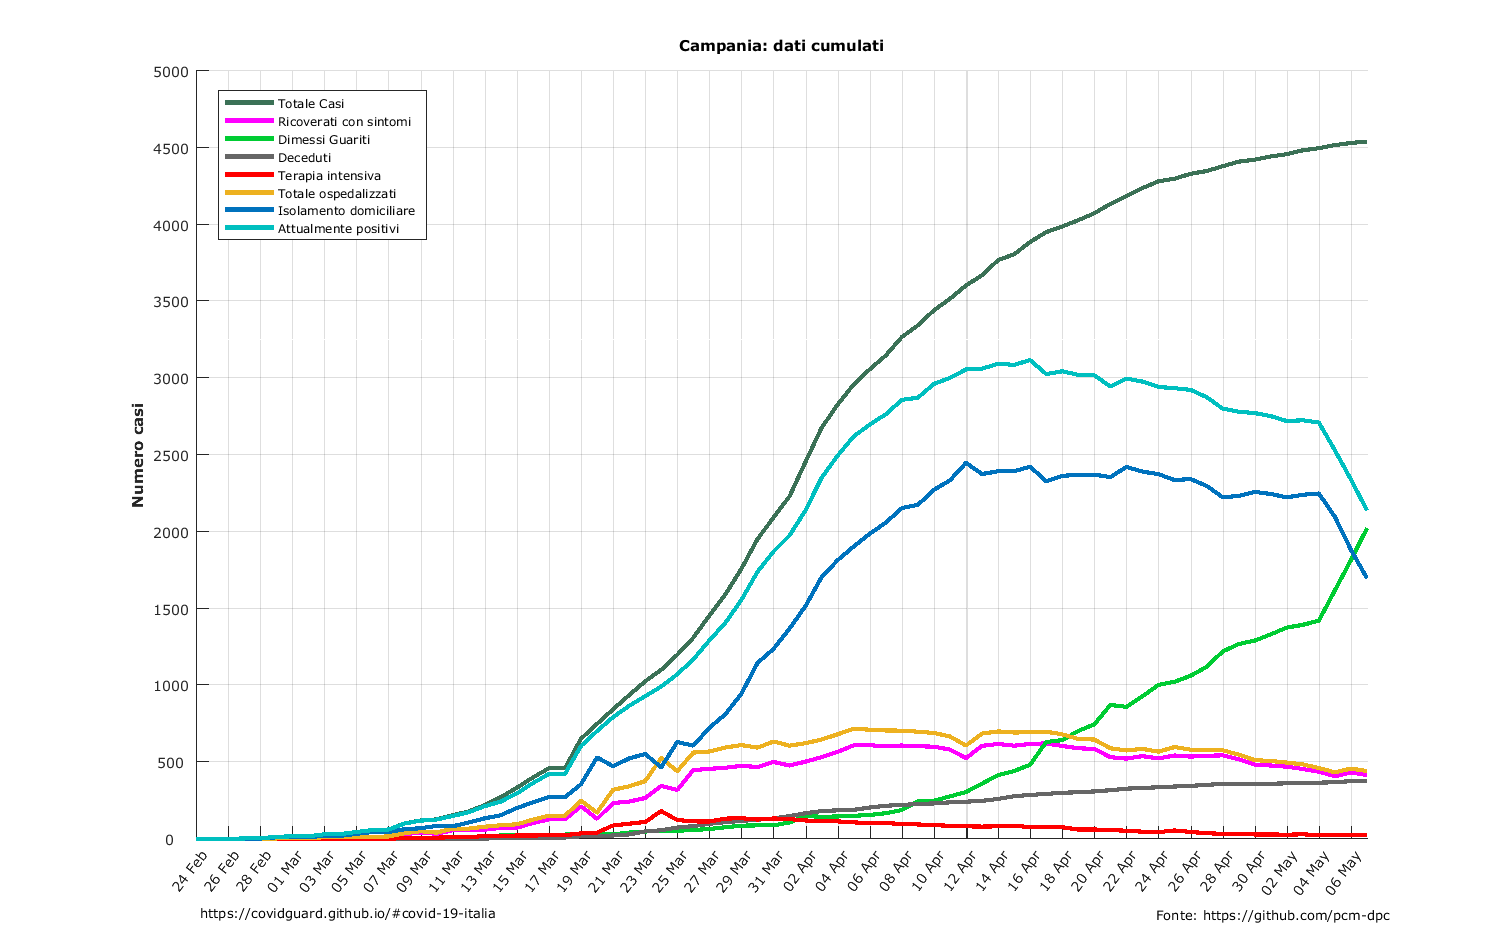 Campania: dati cumulati
5000
4500
4000
3500
3000
2500
2000
1500
1000
500
0
Numero casi
Totale Casi
Ricoverati con sintomi
Dimessi Guariti
Deceduti
Terapia intensiva
Totale ospedalizzati
Isolamento domiciliare
Attualmente positivi
24 Feb
26 Feb
28 Feb
01 Mar
03 Mar
05 Mar
07 Mar
09 Mar
11 Mar
13 Mar
15 Mar
17 Mar
19 Mar
21 Mar
23 Mar
25 Mar
27 Mar
29 Mar
31 Mar
02 Apr
04 Apr
06 Apr
08 Apr
10 Apr
12 Apr
14 Apr
16 Apr
18 Apr
20 Apr
22 Apr
24 Apr
26 Apr
28 Apr
30 Apr
02 May
04 May
06 May
https://covidguard.github.io/#covid-19-italia
Fonte: https://github.com/pcm-dpc